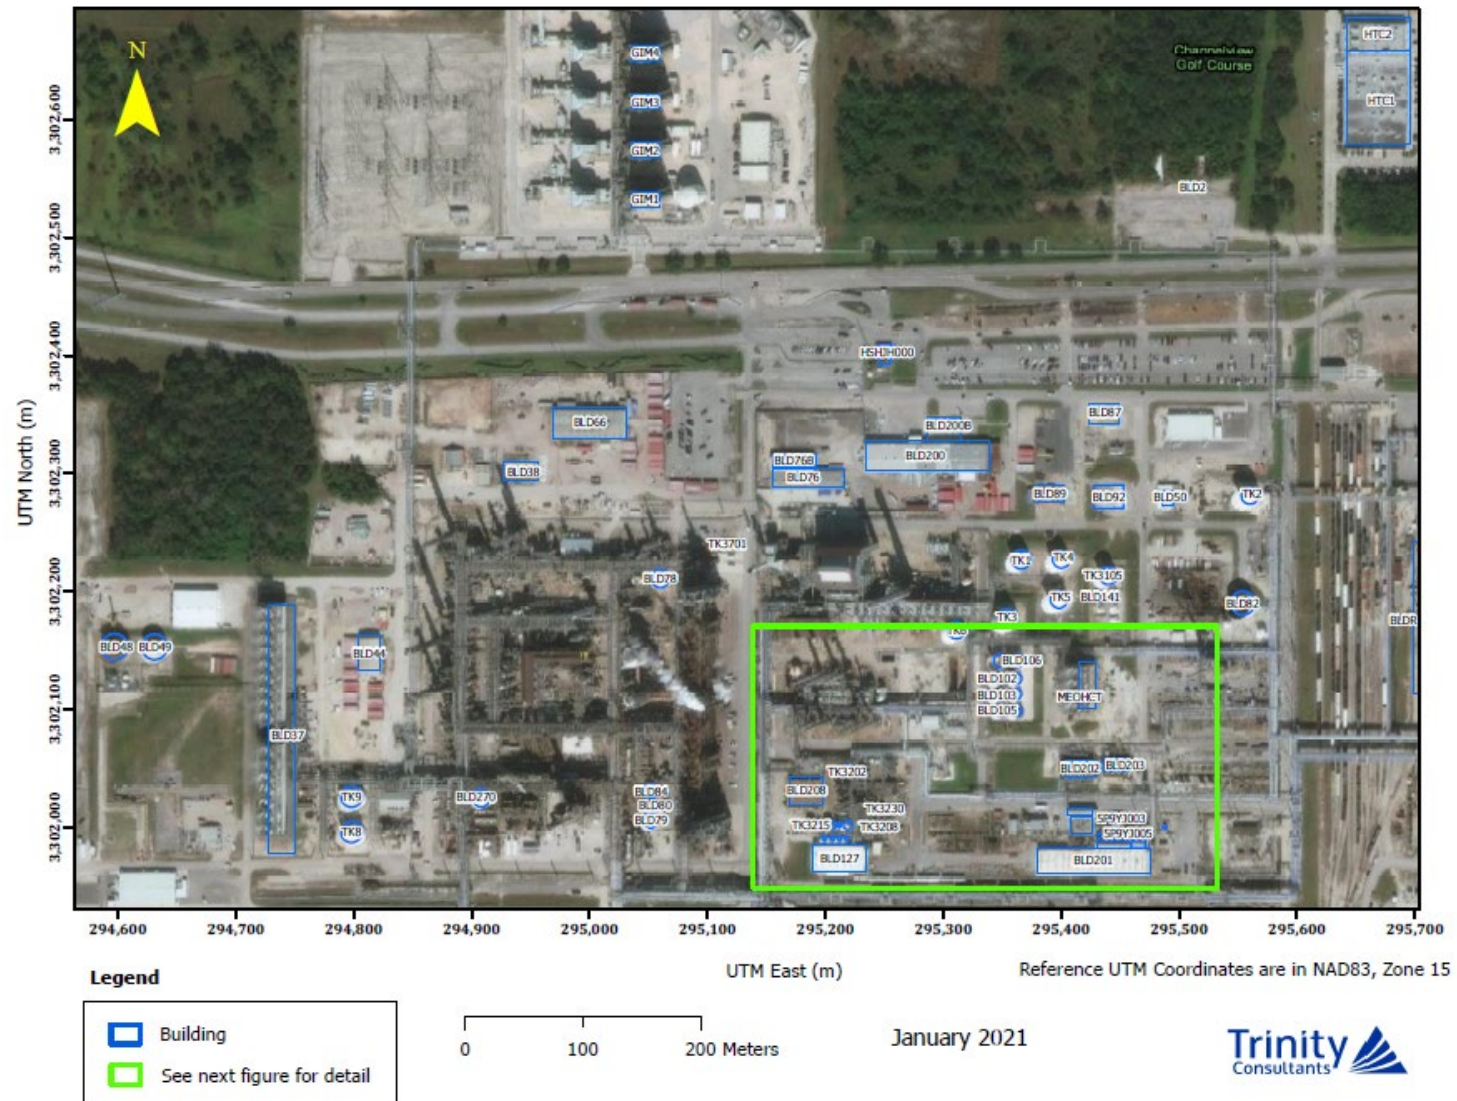 N
Channelview
Golf Course
HTC2
HTC1
GIM4
GIM3
GIM2
GIM1
BLD2
HSHJH000
BLD66
BLD38
BLD200B
BLD200
BLD87
BLD76B
BLD76
BLD89
BLD92
BLD50
TK2
TK3701
BLD78
TK1
TK4
TK3105
TK5
BLD141
BLD82
TK3
TK6
BLDR
BLD48
BLD49
BLD44
BLD37
BLD106
BLD102
BLD103
BLD105
MEOHCT
BLD202
BLD203
TK3202
BLD208
TK9
BLD270
BLD84
BLD80
BLD79
TK8
TK3230
TK3215
TK3208
SP9YJ003
SP9YJ005
BLD127
BLD201
3,302,600
3,302,500
3,302,400
3,302,300
3,302,200
3,302,100
3,302,000
UTM North (m)
294,600 294,700 294,800 294,900 295,000 295,100 295,200 295,300 295,400 295,500 295,600 295,700
UTM East (m)
Reference UTM Coordinates are in NAD83, Zone 15
Legend
Building
See next figure for detail
0 100 200 Meters
January 2021
Trinity
Consultants